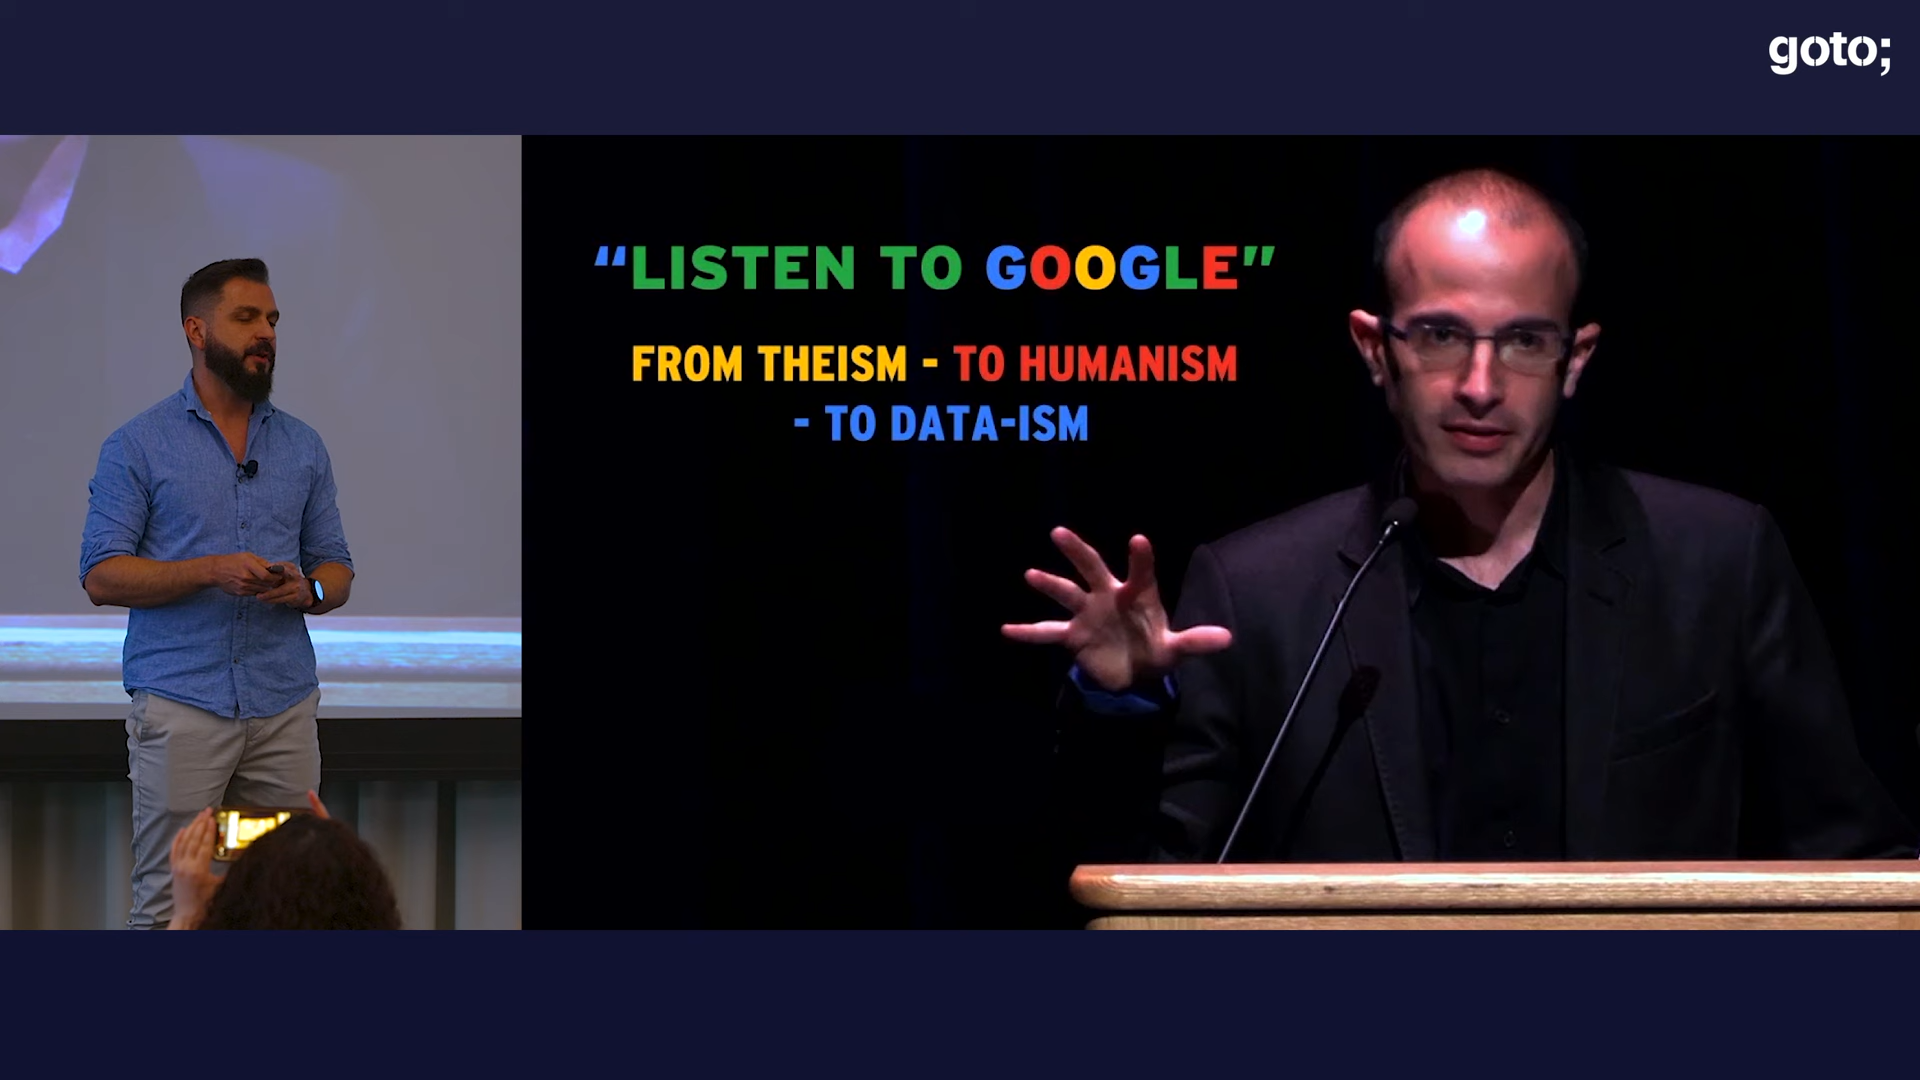 goto;
“LISTEN TO GOOGLE”
FROM THEISM - TO HUMANISM
- TO DATA-ISM